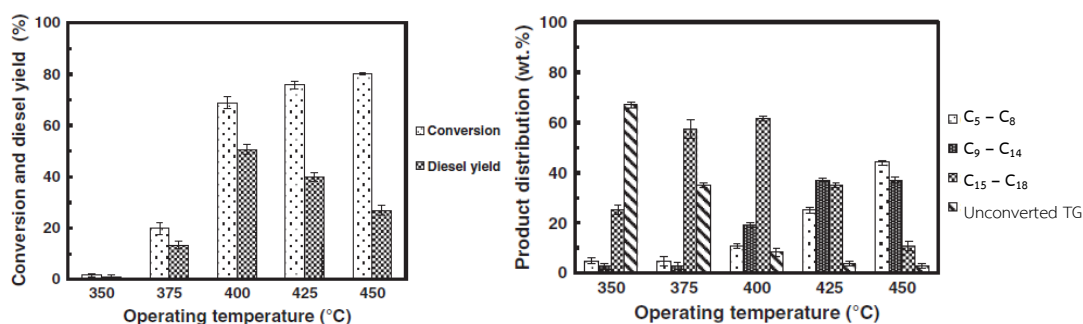 Conversion and diesel yield (%)
100
80
60
40
20
0
350 375 400 425 450
Operating temperature (°C)
Conversion
Diesel yield
Product distribution (wt.%)
100
80
60
40
20
0
350 375 400 425 450
Operating temperature (°C)
C₅ – C₈
C₉ – C₁₄
C₁₅ – C₁₈
Unconverted TG